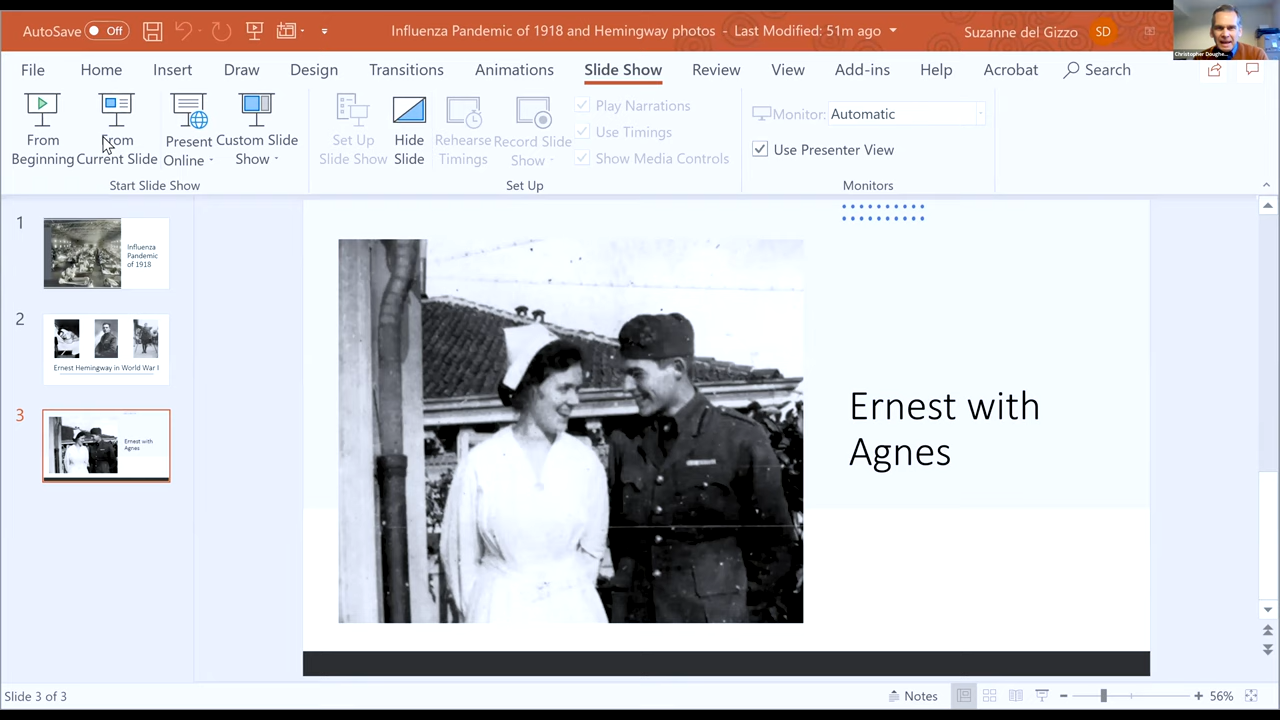 AutoSave Off Influenza Pandemic of 1918 and Hemingway photos - Last Modified: 51m ago Suzanne del Gizzo SD
File Home Insert Draw Design Transitions Animations Slide Show Review View Add-ins Help Acrobat Search
From Beginning
From Current Slide
Present Online
Custom Slide Show
Set Up Slide Show
Hide Slide
Rehearse Timings
Record Slide Show
Play Narrations
Use Timings
Show Media Controls
Monitor: Automatic
Use Presenter View
Start Slide Show Set Up Monitors
1
Influenza
Pandemic
of 1918
2
Ernest Hemingway in World War I
3
Ernest with
Agnes
Ernest with
Agnes
Slide 3 of 3 Notes 56%